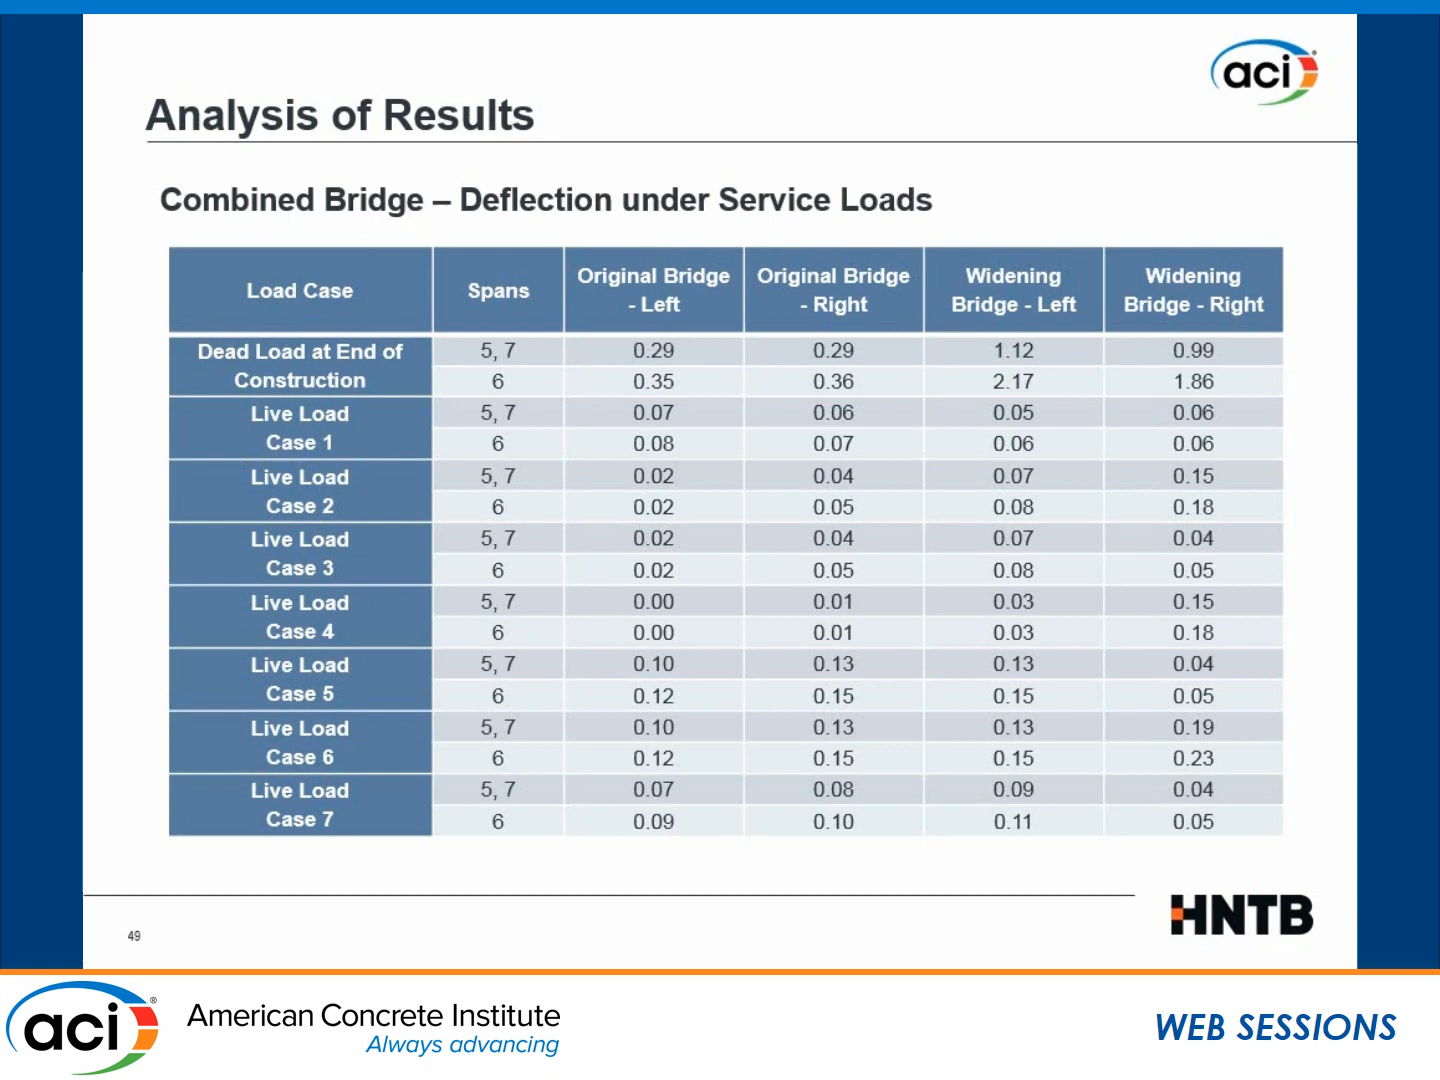 aci
Analysis of Results
Combined Bridge – Deflection under Service Loads
Load Case Spans Original Bridge - Left Original Bridge - Right Widening Bridge - Left Widening Bridge - Right
Dead Load at End of Construction 5, 7 0.29 0.29 1.12 0.99
6 0.35 0.36 2.17 1.86
Live Load Case 1 5, 7 0.07 0.06 0.05 0.06
6 0.08 0.07 0.06 0.06
Live Load Case 2 5, 7 0.02 0.04 0.07 0.15
6 0.02 0.05 0.08 0.18
Live Load Case 3 5, 7 0.02 0.04 0.07 0.04
6 0.02 0.05 0.08 0.05
Live Load Case 4 5, 7 0.00 0.01 0.03 0.15
6 0.00 0.01 0.03 0.18
Live Load Case 5 5, 7 0.10 0.13 0.13 0.04
6 0.12 0.15 0.15 0.05
Live Load Case 6 5, 7 0.10 0.13 0.13 0.19
6 0.12 0.15 0.15 0.23
Live Load Case 7 5, 7 0.07 0.08 0.09 0.04
6 0.09 0.10 0.11 0.05
HNTB
49
aci®
American Concrete Institute
Always advancing
WEB SESSIONS